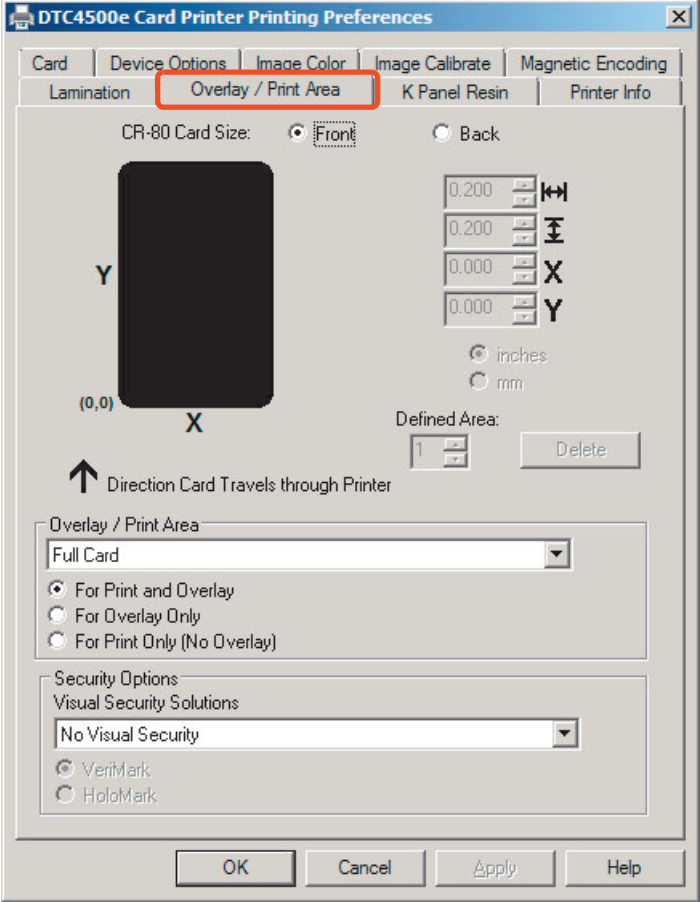 DTC4500e Card Printer Printing Preferences
Card Device Options Image Color Image Calibrate Magnetic Encoding
Lamination Overlay / Print Area K Panel Resin Printer Info
CR-80 Card Size: Front Back
0.200
0.200
0.000 X
0.000 Y
Y
inches
mm
(0,0)
X
Defined Area:
1 Delete
Direction Card Travels through Printer
Overlay / Print Area
Full Card
For Print and Overlay
For Overlay Only
For Print Only (No Overlay)
Security Options
Visual Security Solutions
No Visual Security
VeriMark
HoloMark
OK Cancel Apply Help